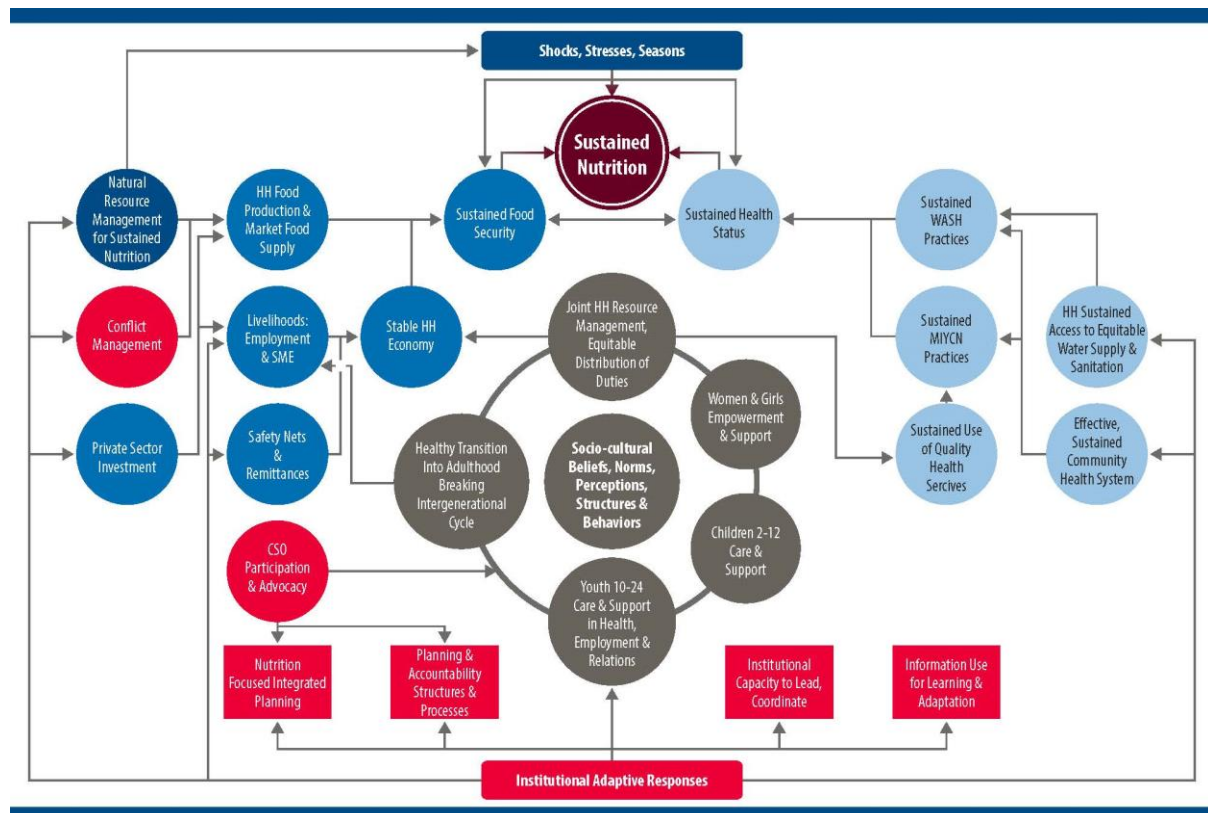 Shocks, Stresses, Seasons
Sustained
Nutrition
Natural
Resource
Management
for Sustained
Nutrition
HH Food
Production &
Market Food
Supply
Sustained Food
Security
Sustained Health
Status
Sustained
WASH
Practices
Conflict
Management
Livelihoods:
Employment
& SME
Stable HH
Economy
Joint HH Resource
Management,
Equitable
Distribution of
Duties
Sustained
MIYCN
Practices
HH Sustained
Access to Equitable
Water Supply &
Sanitation
Women & Girls
Empowerment
& Support
Private Sector
Investment
Safety Nets
&
Remittances
Healthy Transition
Into Adulthood
Breaking
Intergenerational
Cycle
Socio-cultural
Beliefs, Norms,
Perceptions,
Structures &
Behaviors
Sustained Use
of Quality
Health
Sercives
Effective,
Sustained
Community
Health System
Children 2-12
Care &
Support
CSO
Participation
& Advocacy
Youth 10-24
Care & Support
in Health,
Employment &
Relations
Nutrition
Focused Integrated
Planning
Planning &
Accountability
Structures &
Processes
Institutional
Capacity to Lead,
Coordinate
Information Use
for Learning &
Adaptation
Institutional Adaptive Responses